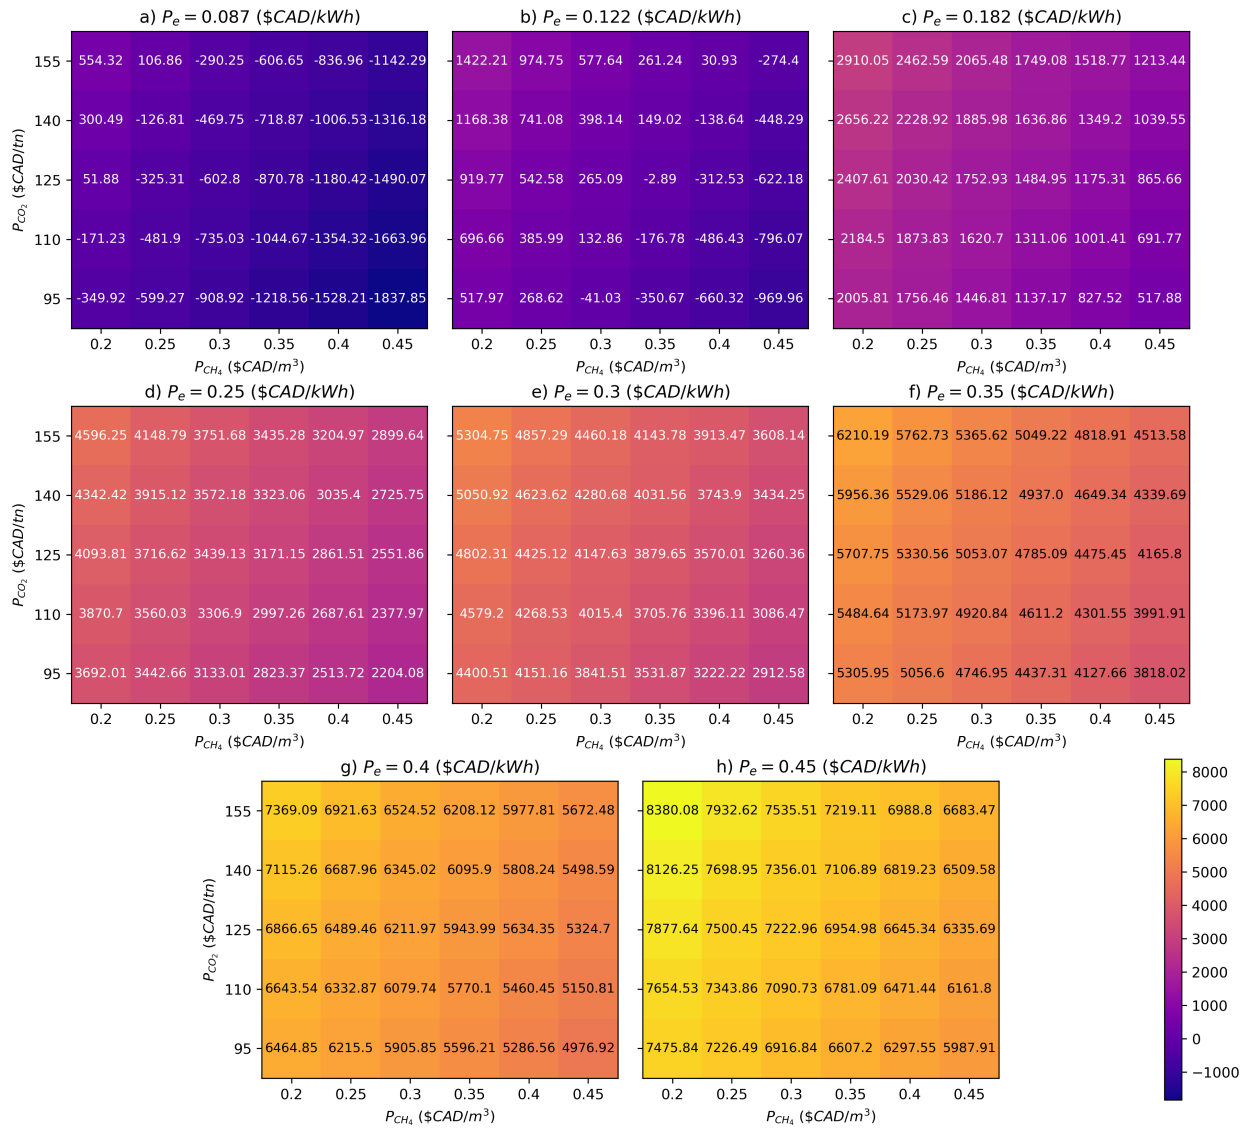 a) P_e = 0.087 ($CAD/kWh) b) P_e = 0.122 ($CAD/kWh) c) P_e = 0.182 ($CAD/kWh)
155 554.32 106.86 -290.25 -606.65 -836.96 -1142.29 1422.21 974.75 577.64 261.24 30.93 -274.4 2910.05 2462.59 2065.48 1749.08 1518.77 1213.44
140 300.49 -126.81 -469.75 -718.87 -1006.53 -1316.18 1168.38 741.08 398.14 149.02 -138.64 -448.29 2656.22 2228.92 1885.98 1636.86 1349.2 1039.55
P_{CO_2} ($CAD/tn)
125 51.88 -325.31 -602.8 -870.78 -1180.42 -1490.07 919.77 542.58 265.09 -2.89 -312.53 -622.18 2407.61 2030.42 1752.93 1484.95 1175.31 865.66
110 -171.23 -481.9 -735.03 -1044.67 -1354.32 -1663.96 696.66 385.99 132.86 -176.78 -486.43 -796.07 2184.5 1873.83 1620.7 1311.06 1001.41 691.77
95 -349.92 -599.27 -908.92 -1218.56 -1528.21 -1837.85 517.97 268.62 -41.03 -350.67 -660.32 -969.96 2005.81 1756.46 1446.81 1137.17 827.52 517.88
0.2 0.25 0.3 0.35 0.4 0.45 0.2 0.25 0.3 0.35 0.4 0.45 0.2 0.25 0.3 0.35 0.4 0.45
P_{CH_4} ($CAD/m^3) P_{CH_4} ($CAD/m^3) P_{CH_4} ($CAD/m^3)
d) P_e = 0.25 ($CAD/kWh) e) P_e = 0.3 ($CAD/kWh) f) P_e = 0.35 ($CAD/kWh)
155 4596.25 4148.79 3751.68 3435.28 3204.97 2899.64 5304.75 4857.29 4460.18 4143.78 3913.47 3608.14 6210.19 5762.73 5365.62 5049.22 4818.91 4513.58
140 4342.42 3915.12 3572.18 3323.06 3035.4 2725.75 5050.92 4623.62 4280.68 4031.56 3743.9 3434.25 5956.36 5529.06 5186.12 4937.0 4649.34 4339.69
P_{CO_2} ($CAD/tn)
125 4093.81 3716.62 3439.13 3171.15 2861.51 2551.86 4802.31 4425.12 4147.63 3879.65 3570.01 3260.36 5707.75 5330.56 5053.07 4785.09 4475.45 4165.8
110 3870.7 3560.03 3306.9 2997.26 2687.61 2377.97 4579.2 4268.53 4015.4 3705.76 3396.11 3086.47 5484.64 5173.97 4920.84 4611.2 4301.55 3991.91
95 3692.01 3442.66 3133.01 2823.37 2513.72 2204.08 4400.51 4151.16 3841.51 3531.87 3222.22 2912.58 5305.95 5056.6 4746.95 4437.31 4127.66 3818.02
0.2 0.25 0.3 0.35 0.4 0.45 0.2 0.25 0.3 0.35 0.4 0.45 0.2 0.25 0.3 0.35 0.4 0.45
P_{CH_4} ($CAD/m^3) P_{CH_4} ($CAD/m^3) P_{CH_4} ($CAD/m^3)
g) P_e = 0.4 ($CAD/kWh) h) P_e = 0.45 ($CAD/kWh)
155 7369.09 6921.63 6524.52 6208.12 5977.81 5672.48 8380.08 7932.62 7535.51 7219.11 6988.8 6683.47
140 7115.26 6687.96 6345.02 6095.9 5808.24 5498.59 8126.25 7698.95 7356.01 7106.89 6819.23 6509.58
P_{CO_2} ($CAD/tn)
125 6866.65 6489.46 6211.97 5943.99 5634.35 5324.7 7877.64 7500.45 7222.96 6954.98 6645.34 6335.69
110 6643.54 6332.87 6079.74 5770.1 5460.45 5150.81 7654.53 7343.86 7090.73 6781.09 6471.44 6161.8
95 6464.85 6215.5 5905.85 5596.21 5286.56 4976.92 7475.84 7226.49 6916.84 6607.2 6297.55 5987.91
0.2 0.25 0.3 0.35 0.4 0.45 0.2 0.25 0.3 0.35 0.4 0.45
P_{CH_4} ($CAD/m^3) P_{CH_4} ($CAD/m^3)
8000
7000
6000
5000
4000
3000
2000
1000
0
−1000